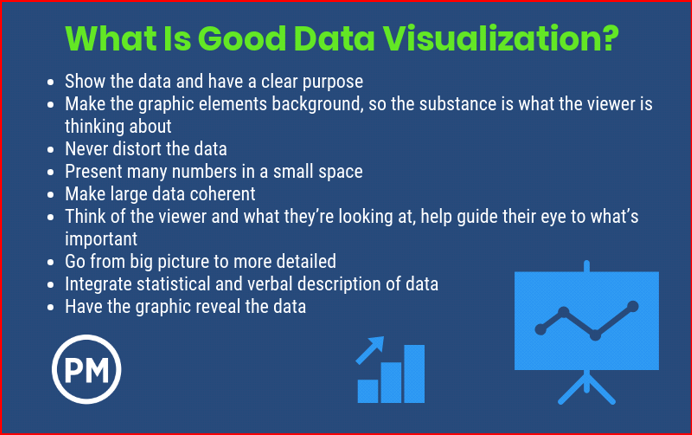 What Is Good Data Visualization?
• Show the data and have a clear purpose
• Make the graphic elements background, so the substance is what the viewer is
thinking about
• Never distort the data
• Present many numbers in a small space
• Make large data coherent
• Think of the viewer and what they’re looking at, help guide their eye to what’s
important
• Go from big picture to more detailed
• Integrate statistical and verbal description of data
• Have the graphic reveal the data
PM